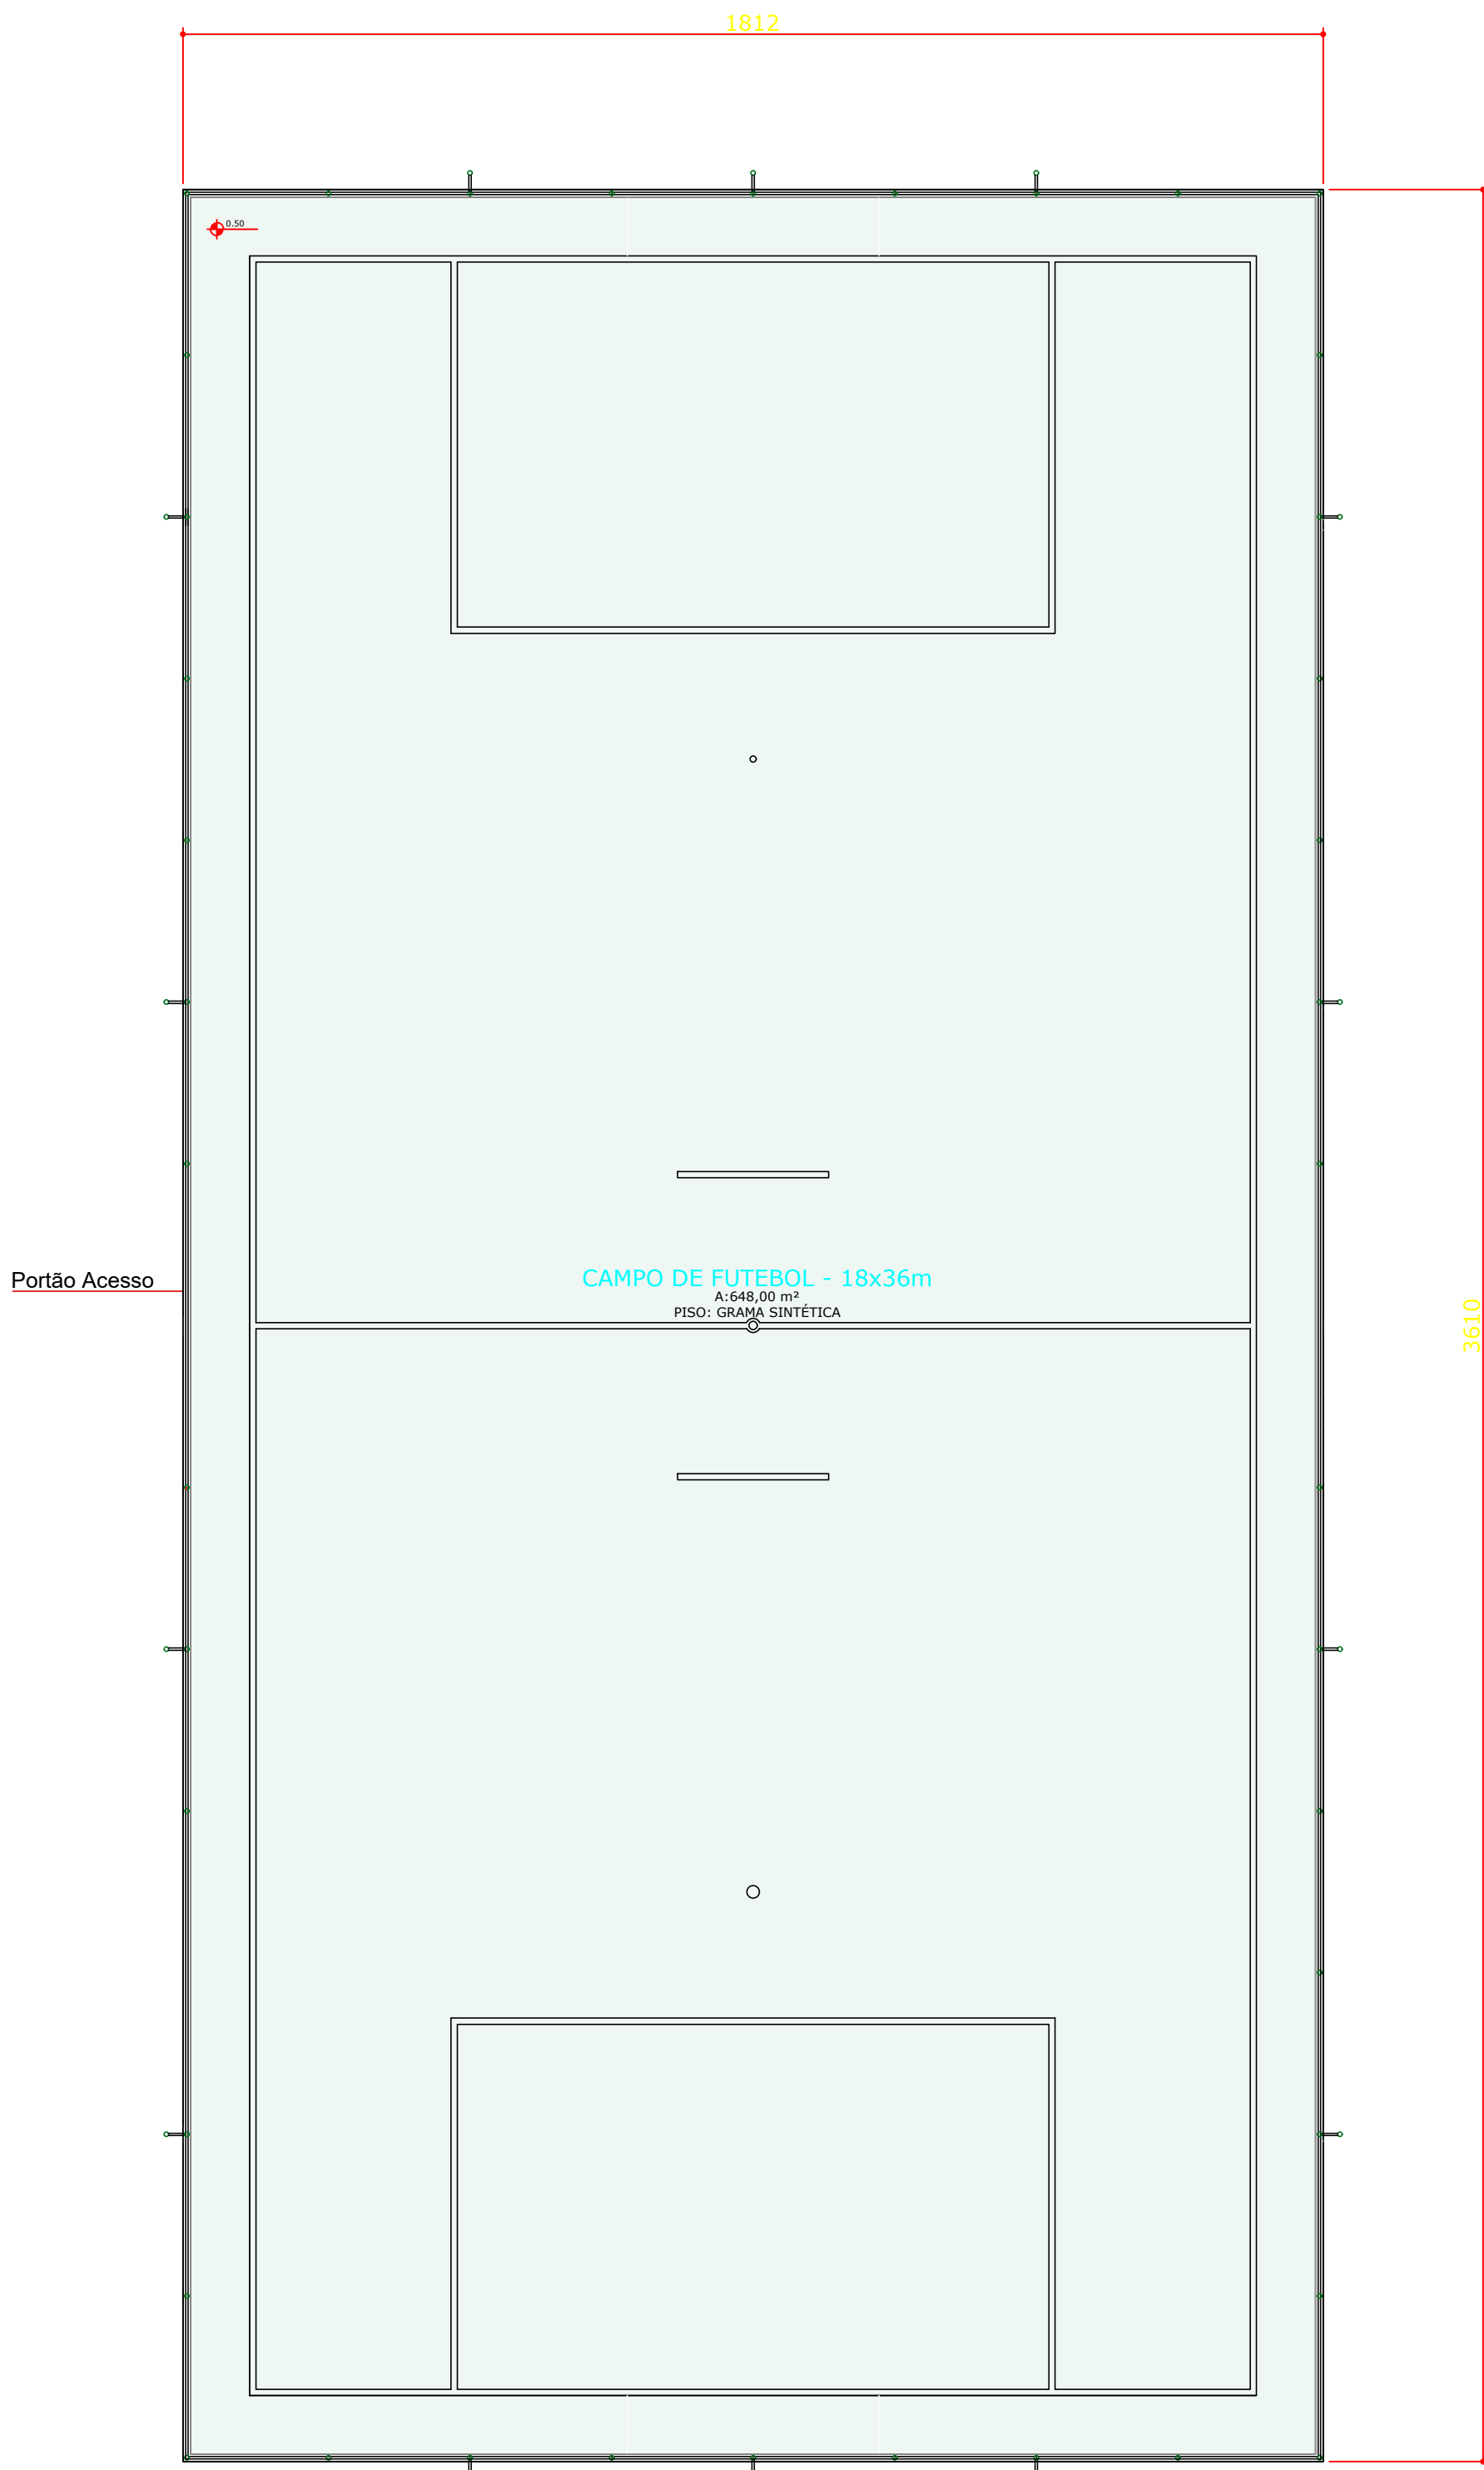 1812
0.50
Portão Acesso
CAMPO DE FUTEBOL - 18x36m
A:648,00 m²
PISO: GRAMA SINTÉTICA
3610